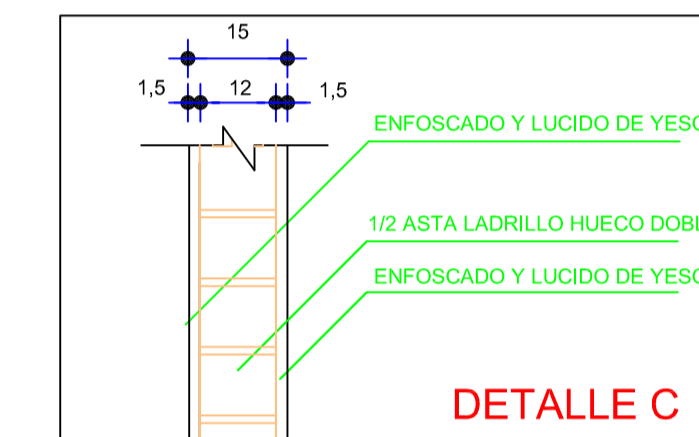 15
1,5 12 1,5
ENFOSCADO Y LUCIDO DE
1/2 ASTA LADRILLO HUECO
ENFOSCADO Y LUCIDO DE
DETALLE C